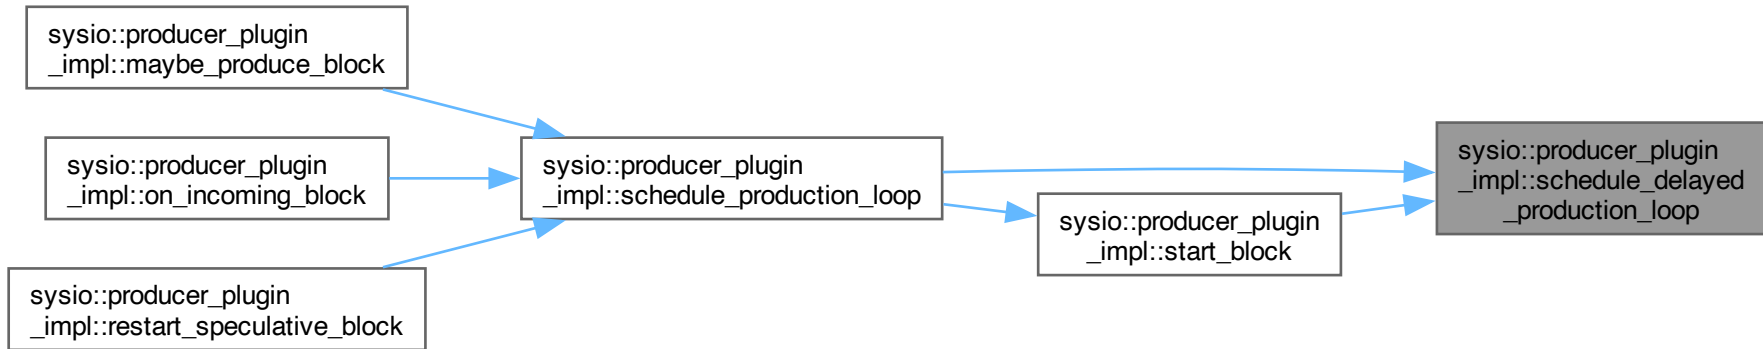 sysio::producer_plugin
_impl::maybe_produce_block
sysio::producer_plugin
_impl::on_incoming_block
sysio::producer_plugin
_impl::restart_speculative_block
sysio::producer_plugin
_impl::schedule_production_loop
sysio::producer_plugin
_impl::start_block
sysio::producer_plugin
_impl::schedule_delayed
_production_loop